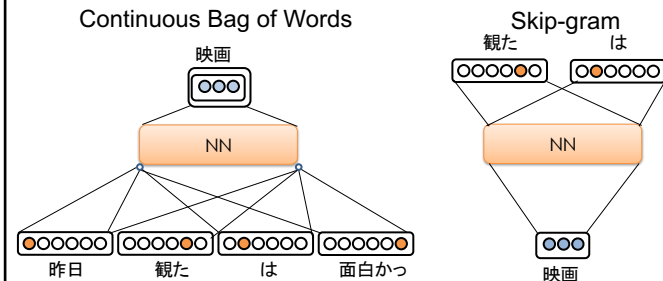 Continuous Bag of Words
映画
NN
昨日 観た は 面白かっ
Skip-gram
観た は
NN
映画